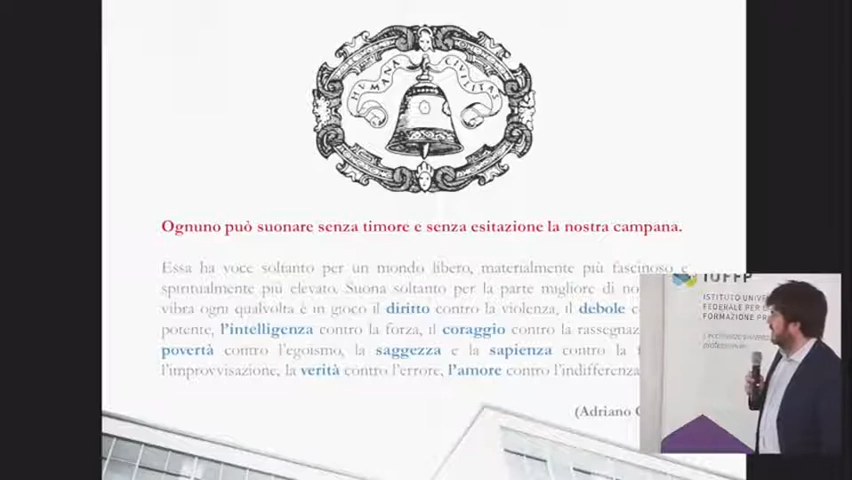 HUMANA CIVILITAS
Ognuno può suonare senza timore e senza esitazione la nostra campana.
Essa ha voce soltanto per un mondo libero, materialmente più fascinoso e
spiritualmente più elevato. Suona soltanto per la parte migliore di no
vibra ogni qualvolta è in gioco il diritto contro la violenza, il debole c
potente, l'intelligenza contro la forza, il coraggio contro la rassegnaz
povertà contro l'egoismo, la saggezza e la sapienza contro la
l'improvvisazione, la verità contro l'errore, l'amore contro l'indifferenza
(Adriano
IUFFP
ISTITUTO UNIVE
FEDERALE PER
FORMAZIONE PR